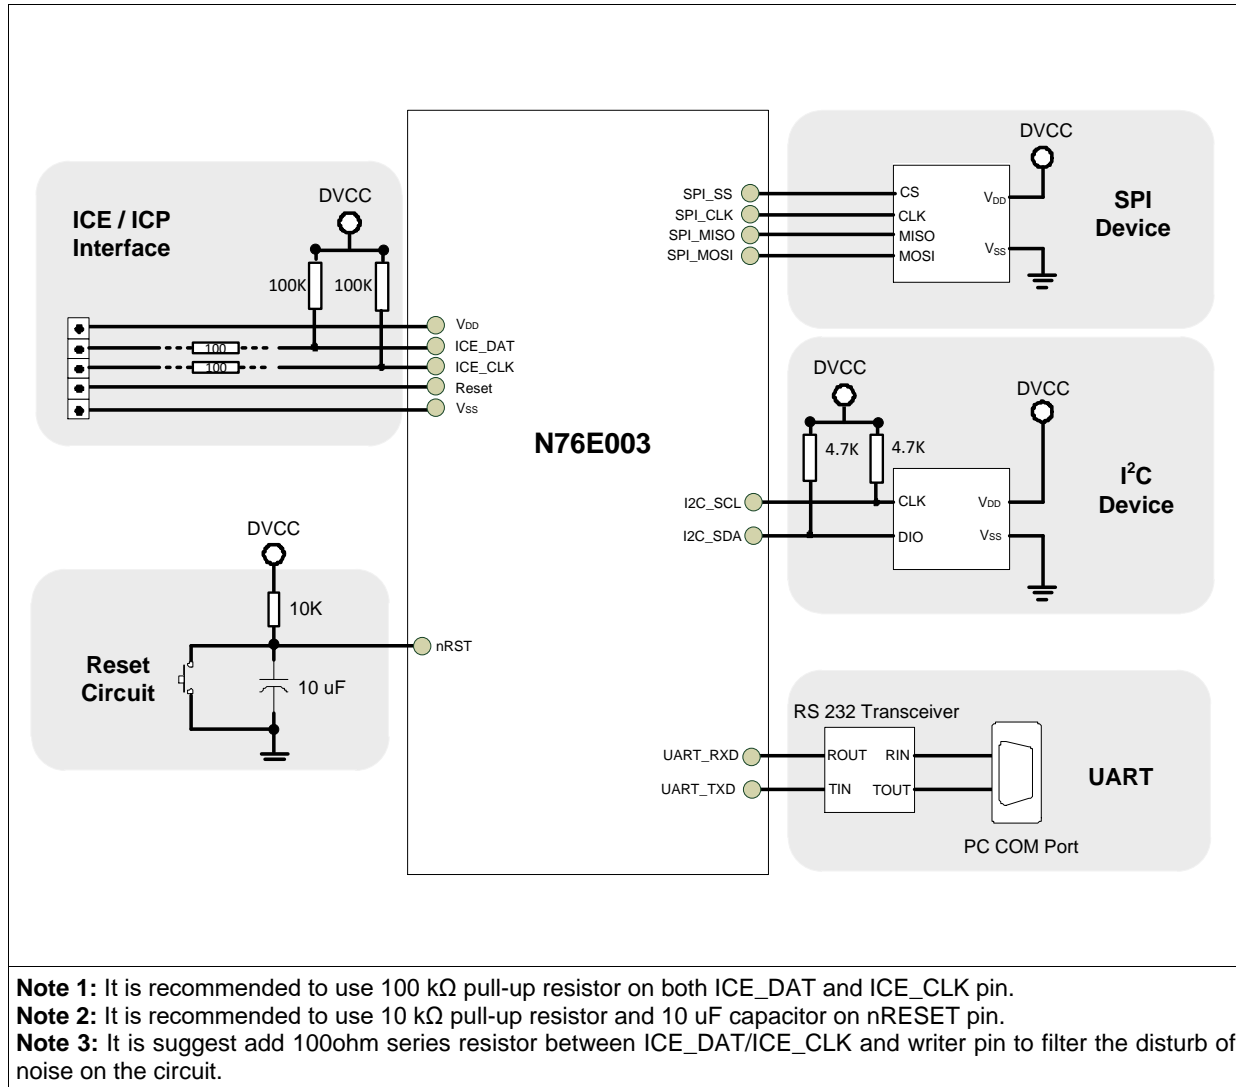 DVCC
ICE / ICP
Interface
100K 100K
100
100
VDD
ICE_DAT
ICE_CLK
Reset
VSS
DVCC
10K
nRST
Reset
Circuit
10 uF
N76E003
DVCC
SPI_SS CS
SPI_CLK CLK
SPI_MISO MISO
SPI_MOSI MOSI
VDD
VSS
SPI
Device
DVCC
DVCC
4.7K 4.7K
I2C_SCL CLK VDD
I2C_SDA DIO VSS
I2C
Device
RS 232 Transceiver
UART_RXD ROUT RIN
UART_TXD TIN TOUT
UART
PC COM Port
Note 1: It is recommended to use 100 kΩ pull-up resistor on both ICE_DAT and ICE_CLK pin.
Note 2: It is recommended to use 10 kΩ pull-up resistor and 10 uF capacitor on nRESET pin.
Note 3: It is suggest add 100ohm series resistor between ICE_DAT/ICE_CLK and writer pin to filter the disturb of
noise on the circuit.